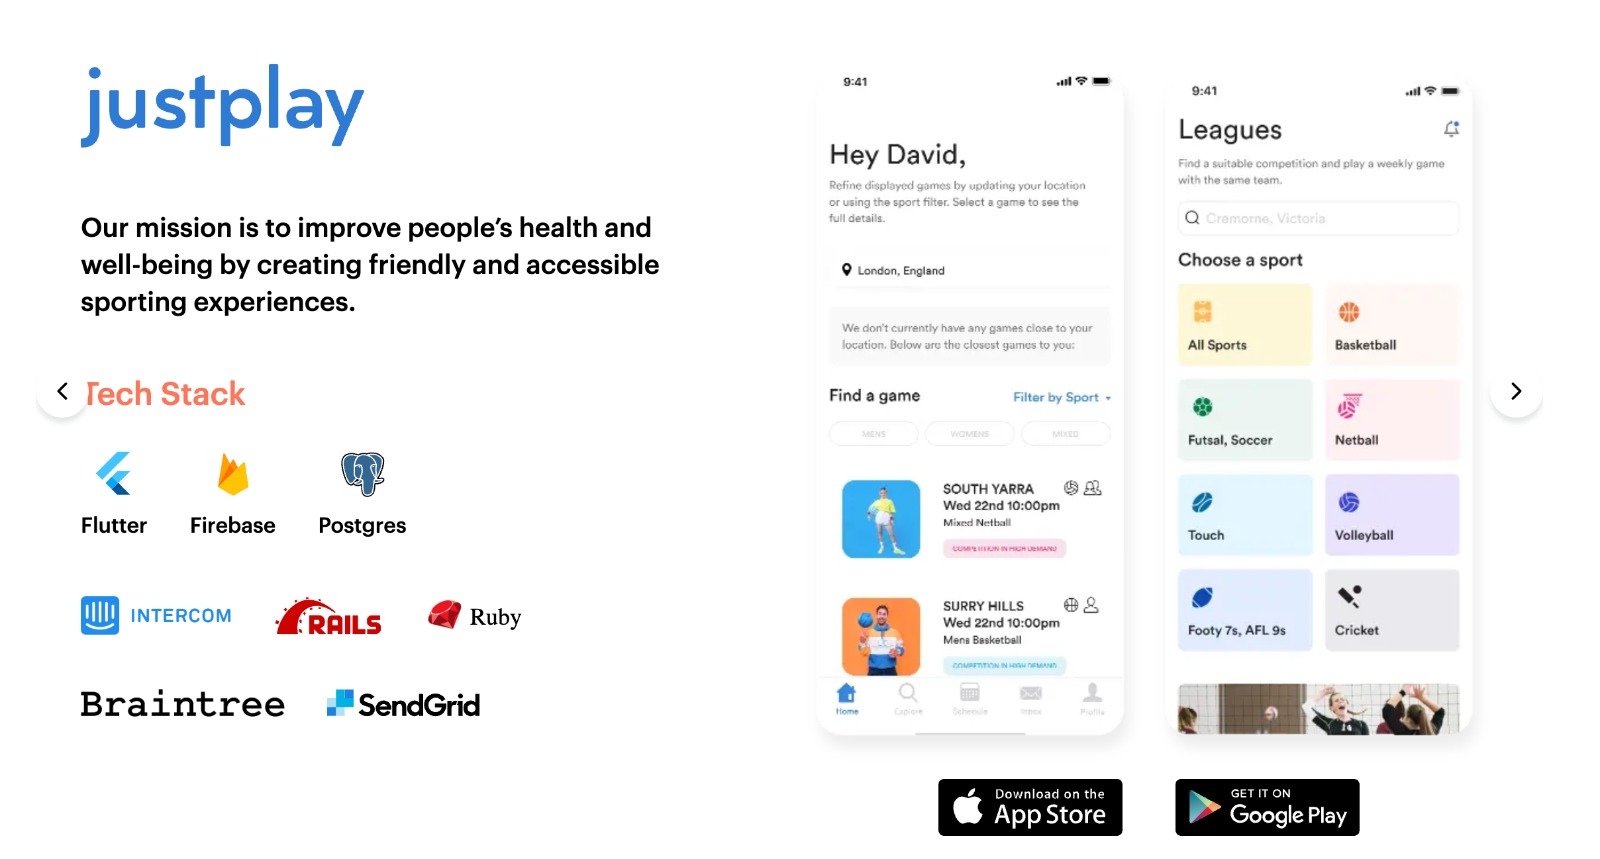 justplay
Our mission is to improve people's health and
well-being by creating friendly and accessible
sporting experiences.
Tech Stack
Flutter
Firebase
Postgres
INTERCOM
RAILS
Ruby
Braintree
SendGrid
9:41
Hey David,
Refine displayed games by updating your location
or using the sport filter. Select a game to see the
full details.
London, England
We don't currently have any games close to your
location. Below are the closest games to you:
Find a game
Filter by Sport
MENS
WOMENS
MIXED
SOUTH YARRA
Wed 22nd 10:00pm
Mixed Netball
COMPETITION IN HIGH DEMAND
SURRY HILLS
Wed 22nd 10:00pm
Mens Basketball
COMPETITION IN HIGH DEMAND
Home
Explore
Schedule
Inbox
Profile
9:41
Leagues
Find a suitable competition and play a weekly game
with the same team.
Cremorne, Victoria
Choose a sport
All Sports
Basketball
Futsal, Soccer
Netball
Touch
Volleyball
Footy 7s, AFL 9s
Cricket
Download on the
App Store
GET IT ON
Google Play